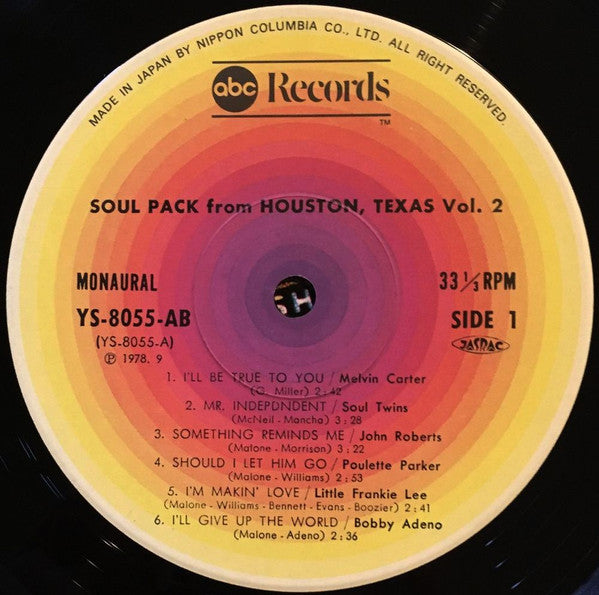 MADE IN JAPAN BY NIPPON COLUMBIA CO., LTD. ALL RIGHT RESERVED.
abc Records
TM
SOUL PACK from HOUSTON, TEXAS Vol. 2
MONAURAL
33 1/3 RPM
YS-8055-AB
SIDE 1
(YS-8055-A)
JASRAC
Ⓟ 1978. 9
1. I'LL BE TRUE TO YOU / Melvin Carter
(O. Miller) 2:42
2. MR. INDEPDNDENT / Soul Twins
(McNeil - Mancha) 3:28
3. SOMETHING REMINDS ME / John Roberts
(Malone - Morrison) 3:22
4. SHOULD I LET HIM GO / Poulette Parker
(Malone - Williams) 2:53
5. I'M MAKIN' LOVE / Little Frankie Lee
(Malone - Williams - Bennett - Evans - Boozier) 2:41
6. I'LL GIVE UP THE WORLD / Bobby Adeno
(Malone - Adeno) 2:36